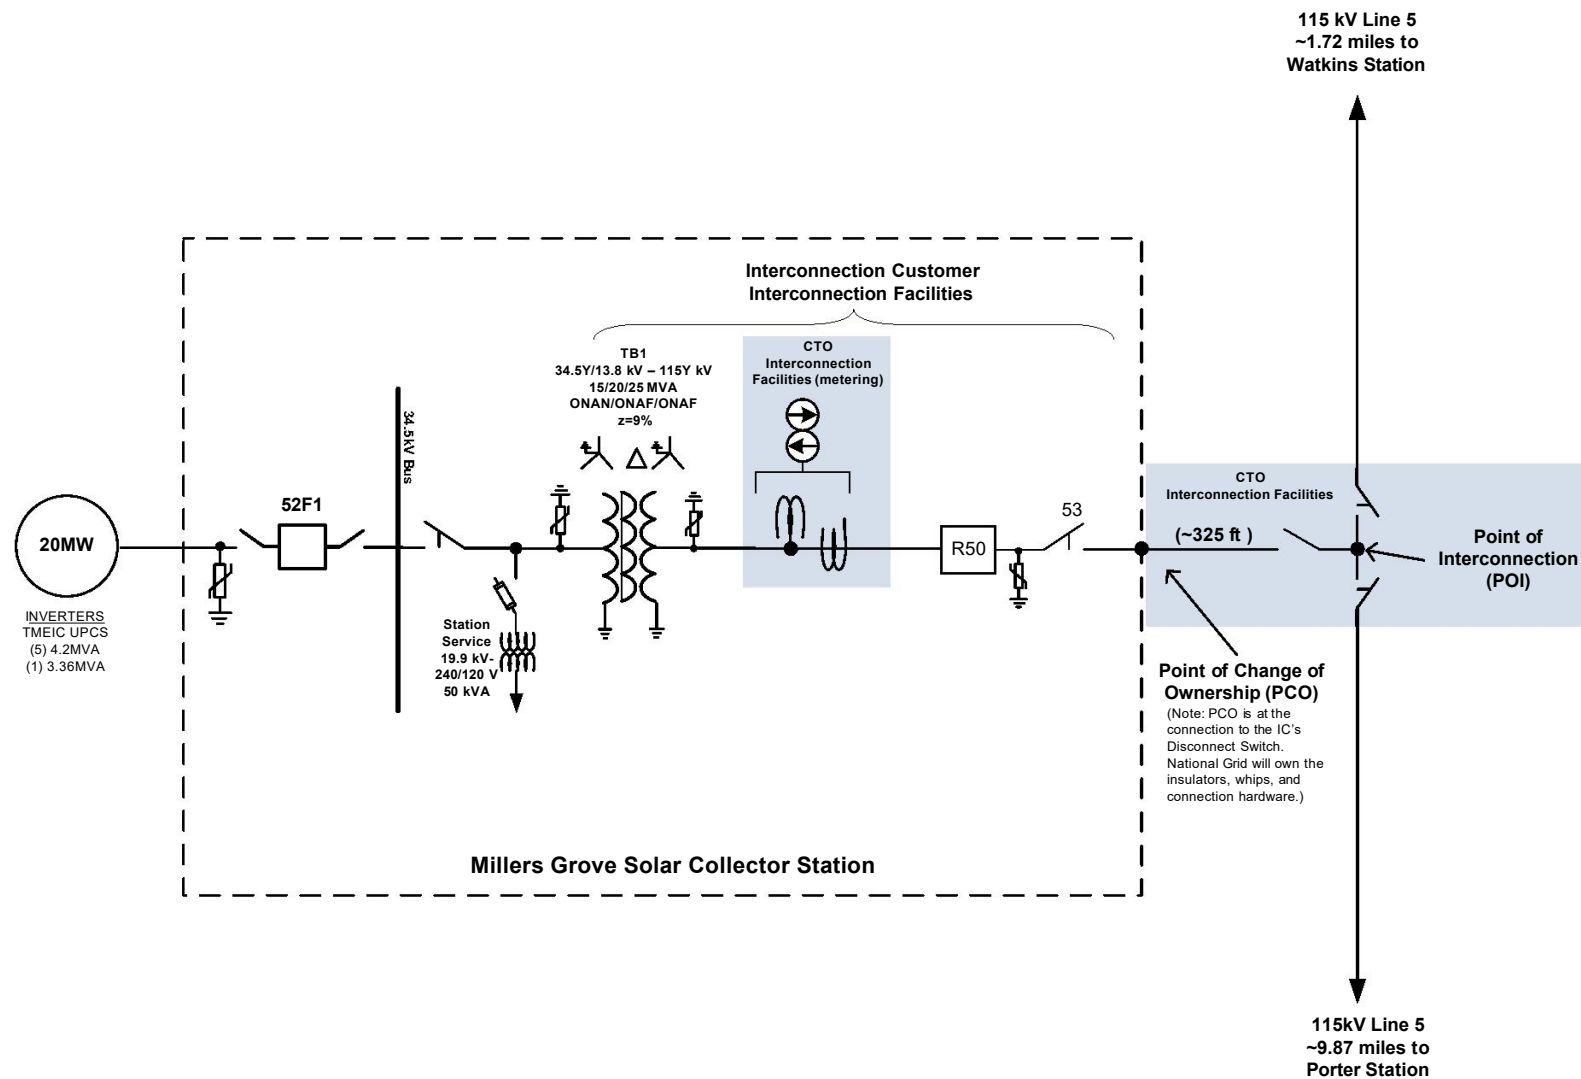 115 kV Line 5
~1.72 miles to
Watkins Station
Interconnection Customer
Interconnection Facilities
TB1
34.5Y/13.8 kV – 115Y kV
15/20/25 MVA
ONAN/ONAF/ONAF
z=9%
CTO
Interconnection
Facilities (metering)
34.5kV Bus
52F1
20MW
INVERTERS
TMEIC UPCS
(5) 4.2MVA
(1) 3.36MVA
Station
Service
19.9 kV-
240/120 V
50 kVA
R50
53
CTO
Interconnection Facilities
(~325 ft )
Point of
Interconnection
(POI)
Point of Change of
Ownership (PCO)
(Note: PCO is at the
connection to the IC's
Disconnect Switch.
National Grid will own the
insulators, whips, and
connection hardware.)
Millers Grove Solar Collector Station
115kV Line 5
~9.87 miles to
Porter Station